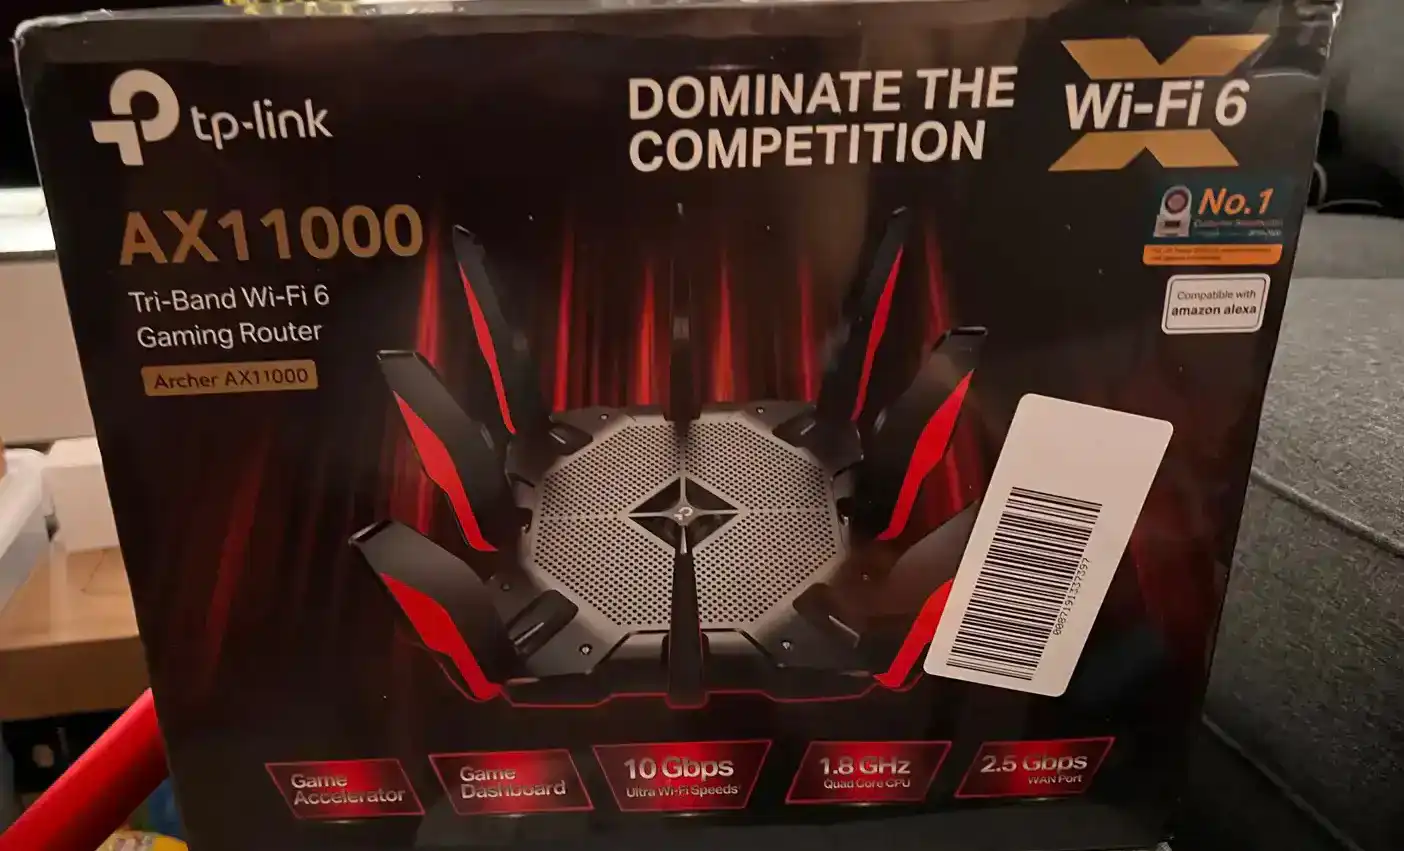 tp-link
DOMINATE THE
COMPETITION
Wi-Fi 6
AX11000
Tri-Band Wi-Fi 6
Gaming Router
Archer AX11000
No.1
Compatible with
amazon alexa
Game
Accelerator
Game
Dashboard
10 Gbps
Ultra Wi-Fi Speeds
1.8 GHz
Quad Core CPU
2.5 Gbps
WAN Port